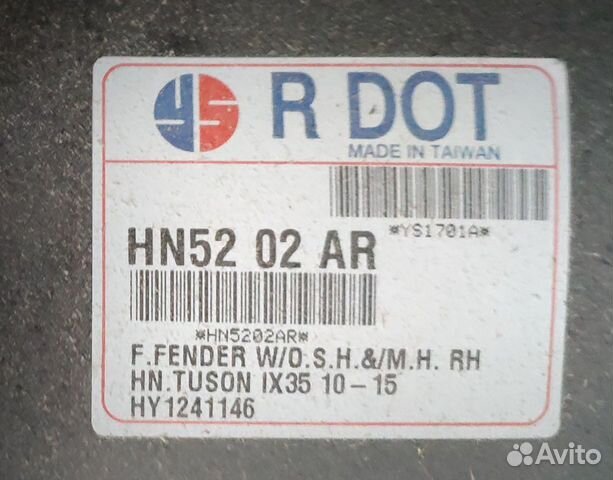 YS R DOT
MADE IN TAIWAN
*YS1701A*
HN52 02 AR
*HN5202AR*
F.FENDER W/O.S.H.&/M.H. RH
HN.TUSON IX35 10-15
HY1241146
Avito